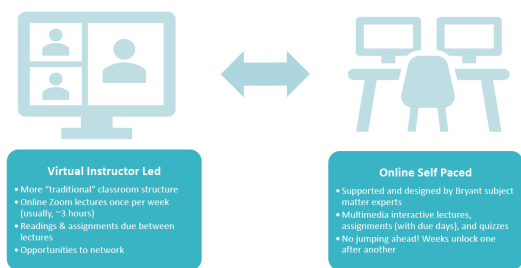 Virtual Instructor Led
• More “traditional” classroom structure
• Online Zoom lectures once per week
(usually, ~3 hours)
• Readings & assignments due between
lectures
• Opportunities to network
Online Self Paced
• Supported and designed by Bryant subject
matter experts
• Multimedia interactive lectures,
assignments (with due days), and quizzes
• No jumping ahead! Weeks unlock one
after another